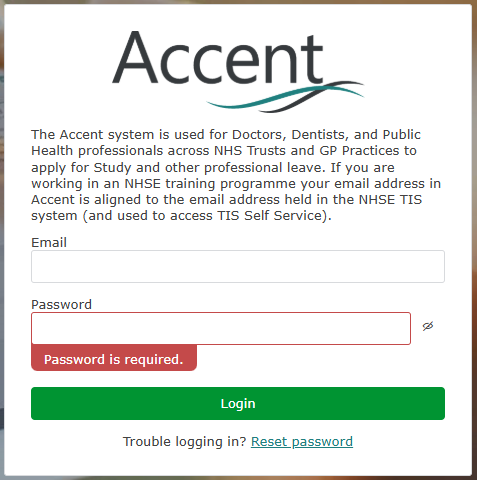 Accent
The Accent system is used for Doctors, Dentists, and Public
Health professionals across NHS Trusts and GP Practices to
apply for Study and other professional leave. If you are
working in an NHSE training programme your email address in
Accent is aligned to the email address held in the NHSE TIS
system (and used to access TIS Self Service).
Email
Password
Password is required.
Login
Trouble logging in? Reset password